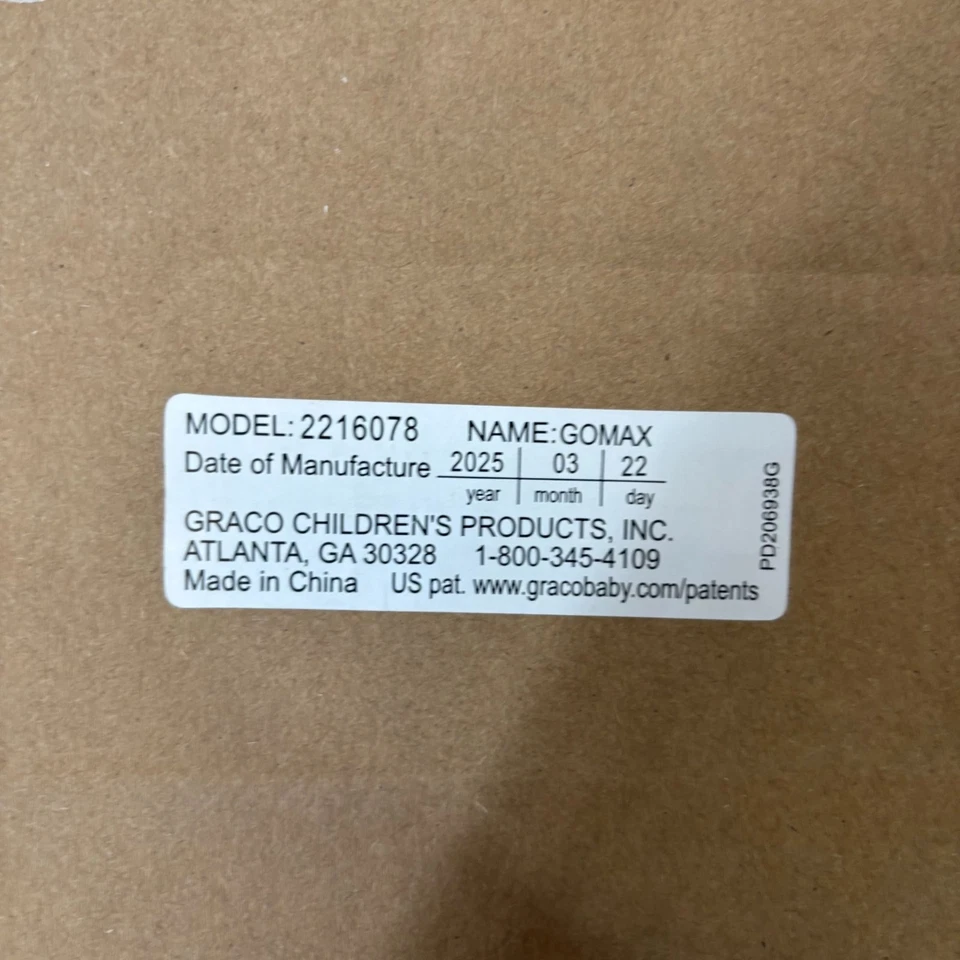 MODEL: 2216078 NAME:GOMAX
Date of Manufacture 2025 03 22
year month day
GRACO CHILDREN'S PRODUCTS, INC.
ATLANTA, GA 30328 1-800-345-4109
Made in China US pat. www.gracobaby.com/patents
PD206938G